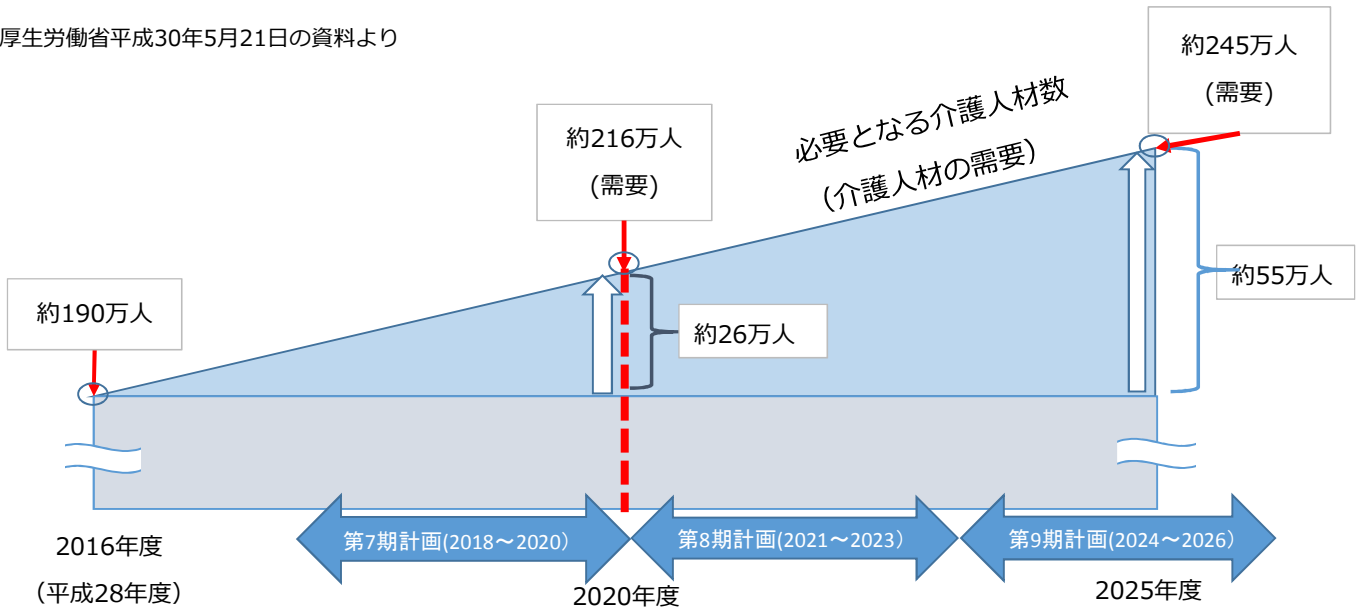 厚生労働省平成30年5月21日の資料より
約245万人
(需要)
必要となる介護人材数
（介護人材の需要）
約216万人
(需要)
約55万人
約190万人
約26万人
第7期計画(2018～2020）
第8期計画(2021～2023）
第9期計画(2024～2026）
2016年度
（平成28年度）
2020年度
2025年度